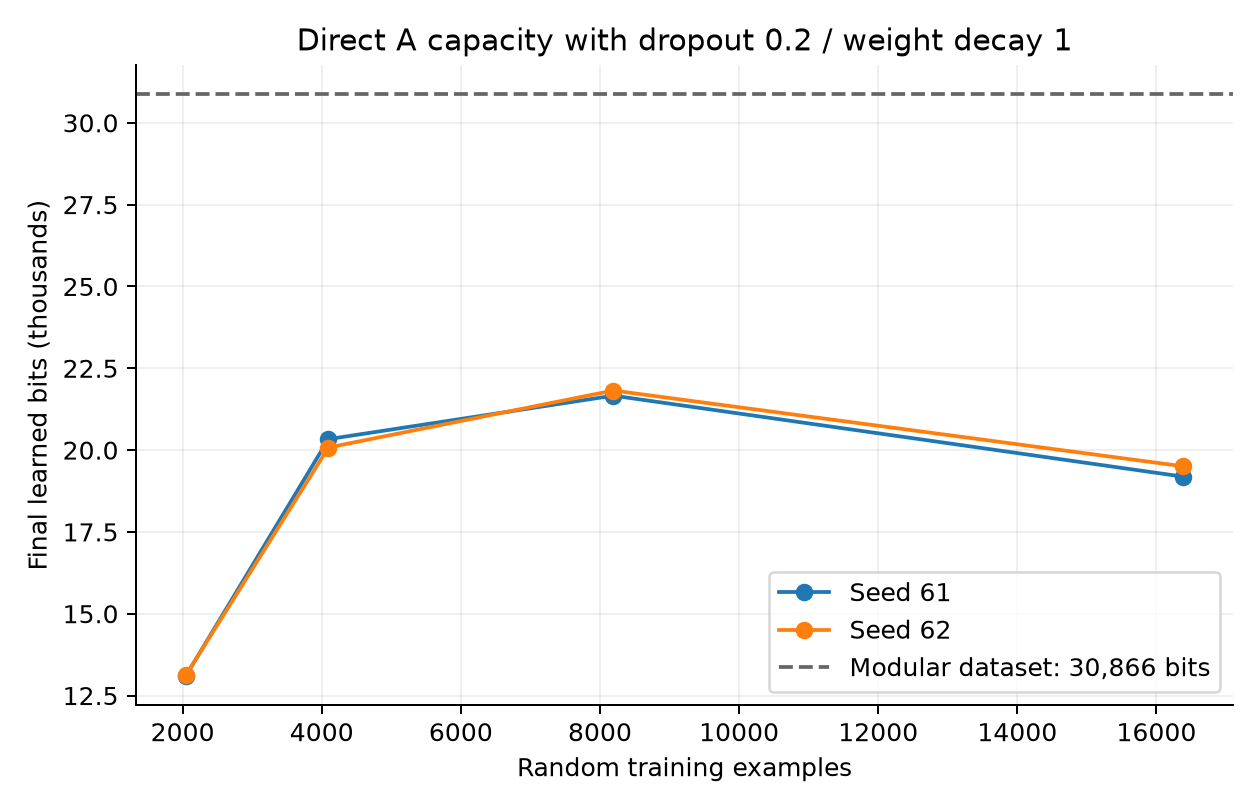 Direct A capacity with dropout 0.2 / weight decay 1
Final learned bits (thousands)
30.0
27.5
25.0
22.5
20.0
17.5
15.0
12.5
Seed 61
Seed 62
Modular dataset: 30,866 bits
2000 4000 6000 8000 10000 12000 14000 16000
Random training examples